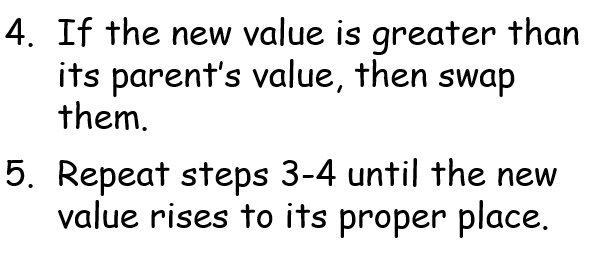 4. If the new value is greater than
its parent's value, then swap
them.
5. Repeat steps 3-4 until the new
value rises to its proper place.